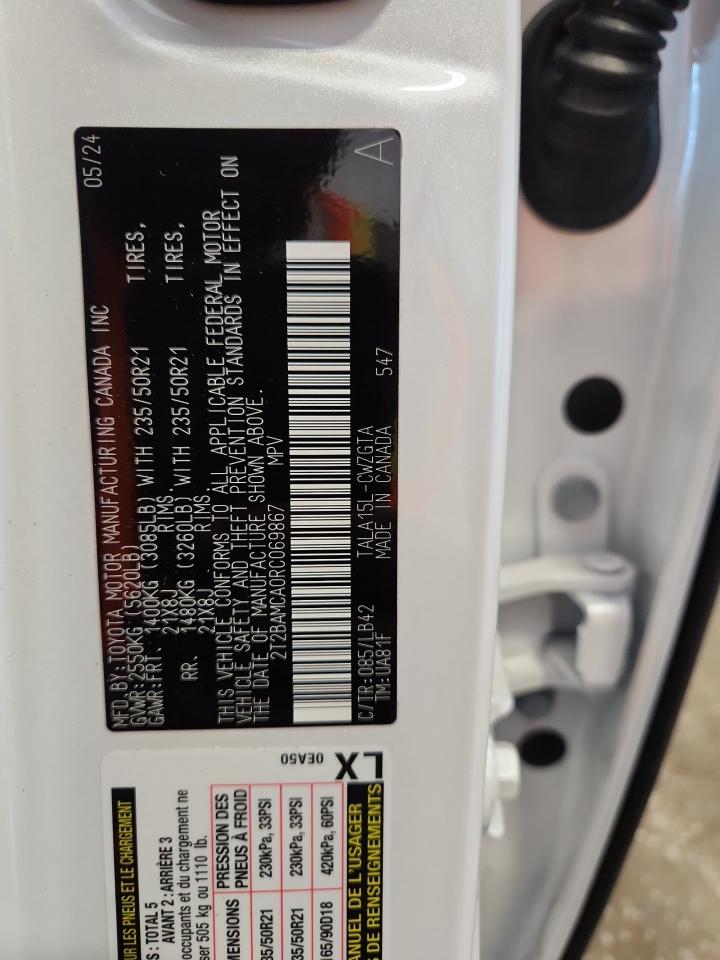 MFD BY:TOYOTA MOTOR MANUFACTURING CANADA INC 05/24
GVWR:2550KG (5620LB)
GAWR:FRT. 1400KG (3085LB) WITH 235/50R21 TIRES,
21X8J RIMS.
RR. 1480KG (3260LB) WITH 235/50R21 TIRES,
21X8J RIMS.
THIS VEHICLE CONFORMS TO ALL APPLICABLE FEDERAL MOTOR
VEHICLE SAFETY AND THEFT PREVENTION STANDARDS IN EFFECT ON
THE DATE OF MANUFACTURE SHOWN ABOVE.
2T2BAMCA0RC069867 MPV
C/TR:085/LB42 TALA15L-CWZGTA A
TM:UA81F MADE IN CANADA 547
LX
0EA50
UR LES PNEUS ET LE CHARGEMENT
S : TOTAL 5
AVANT 2 : ARRIÈRE 3
occupants et du chargement ne
ser 505 kg ou 1110 lb.
MENSIONS PRESSION DES PNEUS À FROID
35/50R21 230kPa, 33PSI
35/50R21 230kPa, 33PSI
165/90D18 420kPa, 60PSI
ANUEL DE L'USAGER
S DE RENSEIGNEMENTS